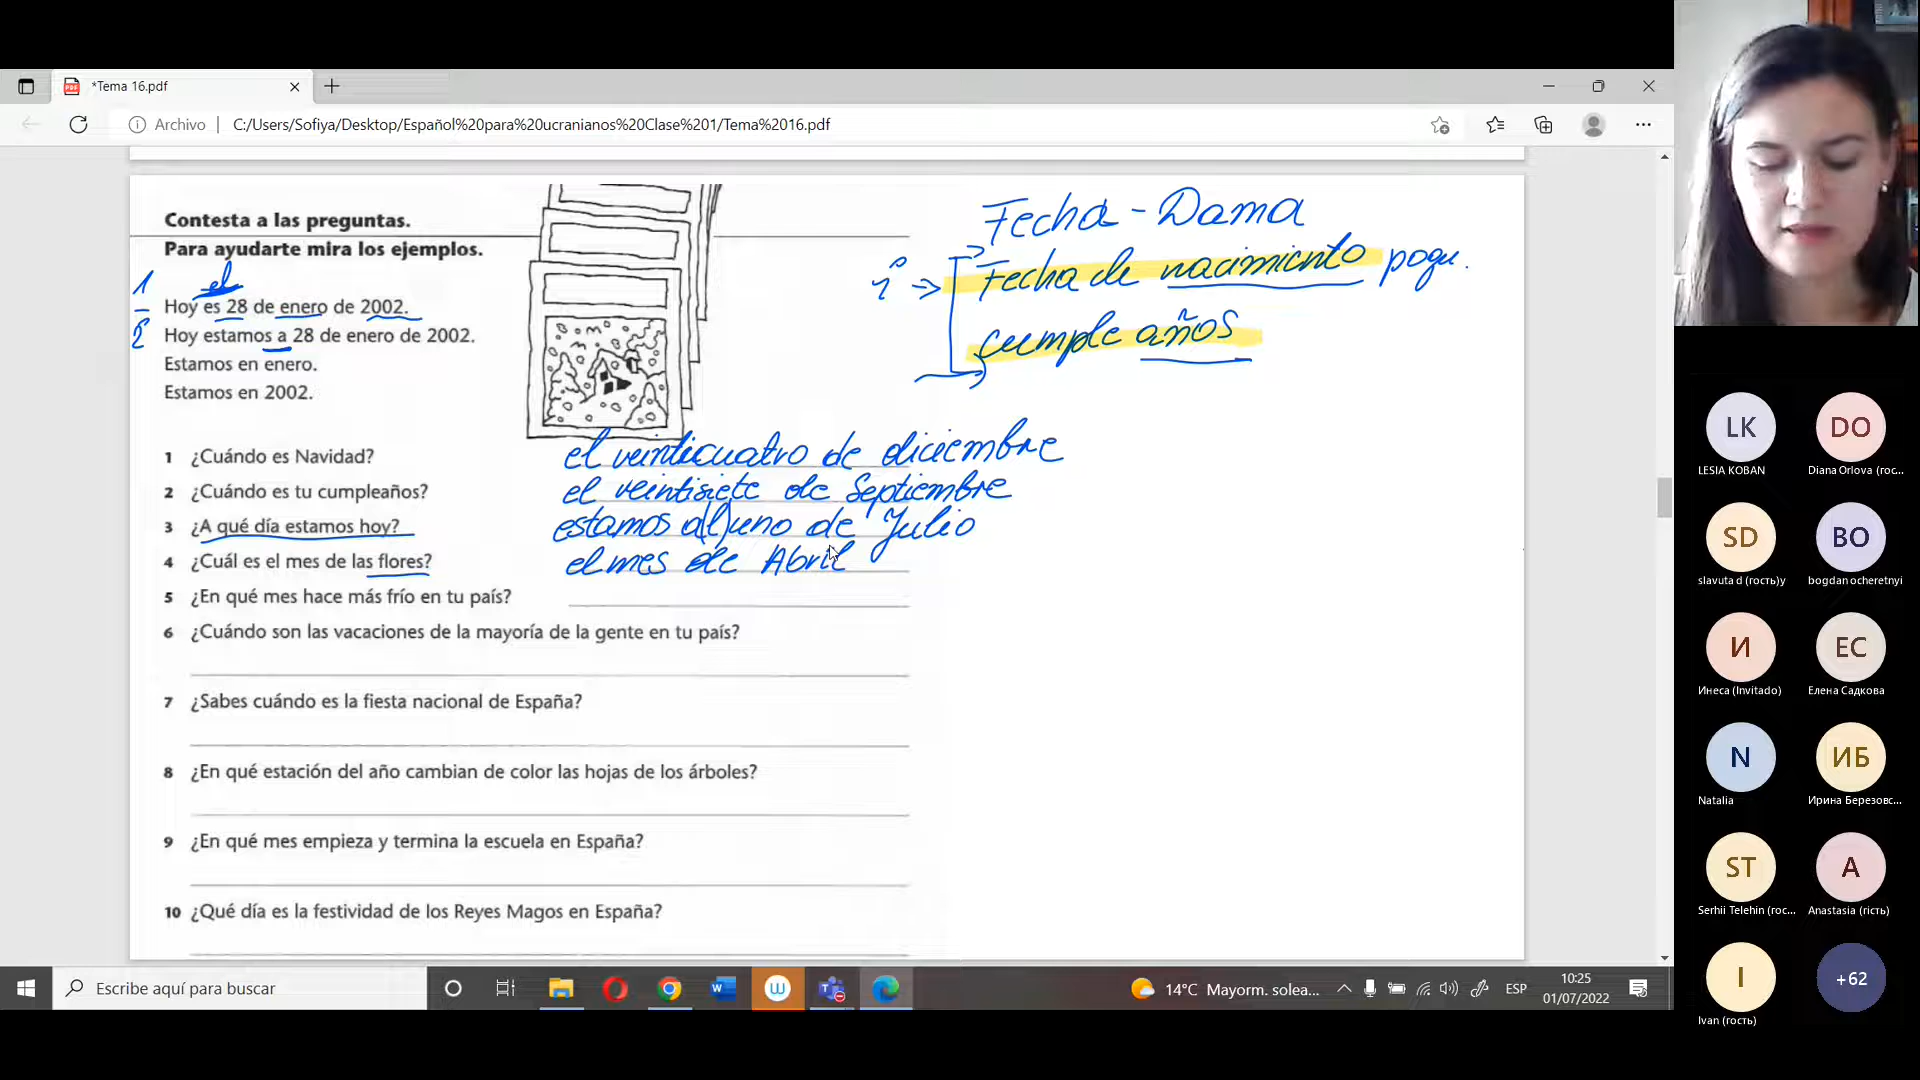 *Tema 16.pdf
Archivo | C:/Users/Sofiya/Desktop/Español%20para%20ucranianos%20Clase%201/Tema%2016.pdf
Contesta a las preguntas.
Para ayudarte mira los ejemplos.
el
1 Hoy es 28 de enero de 2002.
2 Hoy estamos a 28 de enero de 2002.
Estamos en enero.
Estamos en 2002.
Fecha - Дата
Fecha de nacimiento
cumple años
1 ¿Cuándo es Navidad? el veinticuatro de diciembre
2 ¿Cuándo es tu cumpleaños? el veintisiete de Septiembre
3 ¿A qué día estamos hoy? estamos a(l) uno de Julio
4 ¿Cuál es el mes de las flores? el mes de Abril
5 ¿En qué mes hace más frío en tu país?
6 ¿Cuándo son las vacaciones de la mayoría de la gente en tu país?
7 ¿Sabes cuándo es la fiesta nacional de España?
8 ¿En qué estación del año cambian de color las hojas de los árboles?
9 ¿En qué mes empieza y termina la escuela en España?
10 ¿Qué día es la festividad de los Reyes Magos en España?
LK
LESIA KOBAN
DO
Diana Orlova (гос...
SD
slavuta d (гость)y
BO
bogdan ocheretnyi
И
Инеса (Invitado)
ЕС
Елена Садкова
N
Natalia
ИБ
Ирина Березовс...
ST
Serhii Telehin (гос...
A
Anastasia (гість)
I
Ivan (гость)
+62
Escribe aquí para buscar
14°C Mayorm. solea...
ESP
10:25
01/07/2022